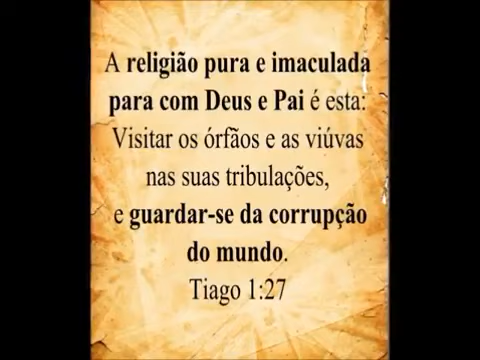 A religião pura e imaculada
para com Deus e Pai é esta:
Visitar os órfãos e as viúvas
nas suas tribulações,
e guardar-se da corrupção
do mundo.
Tiago 1:27